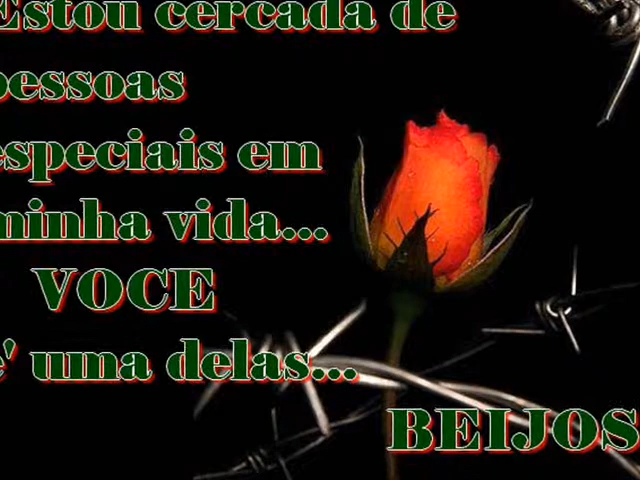 Estou cercada de
pessoas
especiais em
minha vida...
VOCE
e' uma delas...
BEIJOS